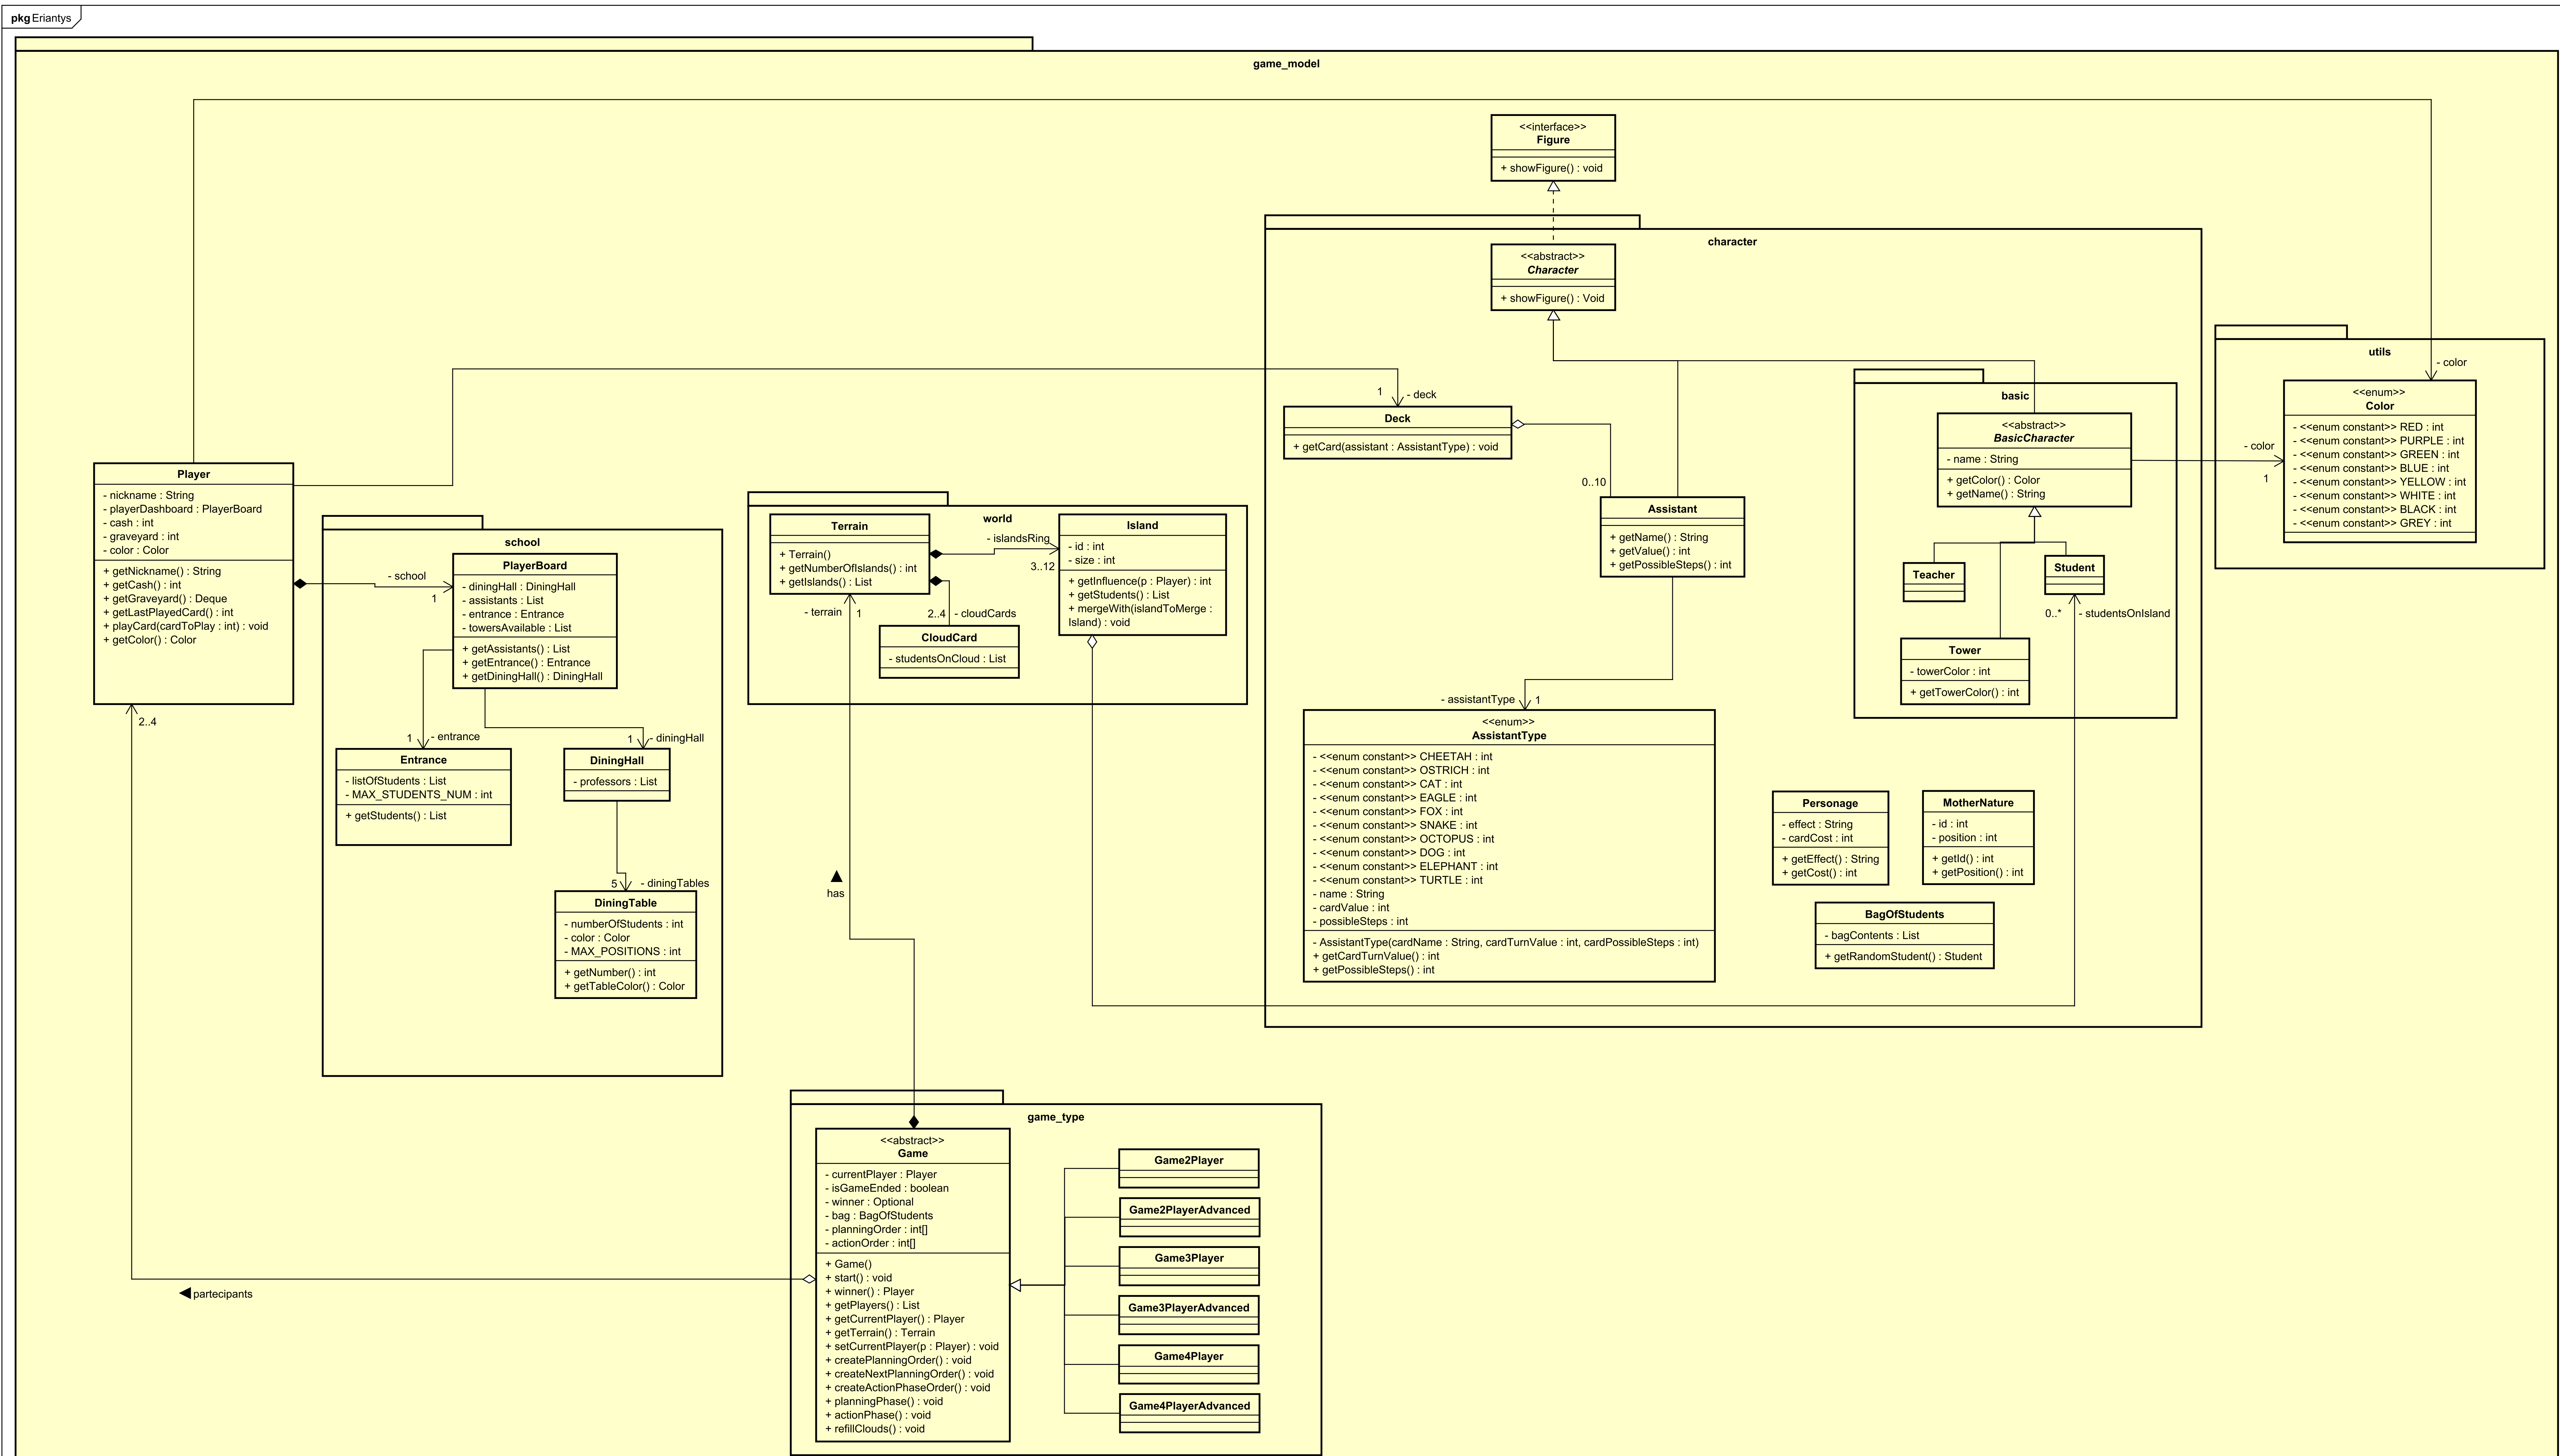 pkg Eriantys
game_model
<<interface>>
Figure
+ showFigure() : void
character
<<abstract>>
Character
+ showFigure() : Void
utils
- color
<<enum>>
Color
- <<enum constant>> RED : int
- <<enum constant>> PURPLE : int
- <<enum constant>> GREEN : int
- <<enum constant>> BLUE : int
- <<enum constant>> YELLOW : int
- <<enum constant>> WHITE : int
- <<enum constant>> BLACK : int
- <<enum constant>> GREY : int
- color
1
1
- deck
Deck
+ getCard(assistant : AssistantType) : void
0..10
basic
<<abstract>>
BasicCharacter
- name : String
+ getColor() : Color
+ getName() : String
Teacher
Student
0..*
- studentsOnIsland
Tower
- towerColor : int
+ getTowerColor() : int
Assistant
+ getName() : String
+ getValue() : int
+ getPossibleSteps() : int
- assistantType
1
<<enum>>
AssistantType
- <<enum constant>> CHEETAH : int
- <<enum constant>> OSTRICH : int
- <<enum constant>> CAT : int
- <<enum constant>> EAGLE : int
- <<enum constant>> FOX : int
- <<enum constant>> SNAKE : int
- <<enum constant>> OCTOPUS : int
- <<enum constant>> DOG : int
- <<enum constant>> ELEPHANT : int
- <<enum constant>> TURTLE : int
- name : String
- cardValue : int
- possibleSteps : int
- AssistantType(cardName : String, cardTurnValue : int, cardPossibleSteps : int)
+ getCardTurnValue() : int
+ getPossibleSteps() : int
Personage
- effect : String
- cardCost : int
+ getEffect() : String
+ getCost() : int
MotherNature
- id : int
- position : int
+ getId() : int
+ getPosition() : int
BagOfStudents
- bagContents : List
+ getRandomStudent() : Student
Player
- nickname : String
- playerDashboard : PlayerBoard
- cash : int
- graveyard : int
- color : Color
+ getNickname() : String
+ getCash() : int
+ getGraveyard() : Deque
+ getLastPlayedCard() : int
+ playCard(cardToPlay : int) : void
+ getColor() : Color
2..4
- school
1
school
PlayerBoard
- diningHall : DiningHall
- assistants : List
- entrance : Entrance
- towersAvailable : List
+ getAssistants() : List
+ getEntrance() : Entrance
+ getDiningHall() : DiningHall
1
- entrance
1
- diningHall
Entrance
- listOfStudents : List
- MAX_STUDENTS_NUM : int
+ getStudents() : List
DiningHall
- professors : List
5
- diningTables
DiningTable
- numberOfStudents : int
- color : Color
- MAX_POSITIONS : int
+ getNumber() : int
+ getTableColor() : Color
world
Terrain
+ Terrain()
+ getNumberOfIslands() : int
+ getIslands() : List
- islandsRing
3..12
Island
- id : int
- size : int
+ getInfluence(p : Player) : int
+ getStudents() : List
+ mergeWith(islandToMerge :
Island) : void
- terrain
1
2..4
- cloudCards
CloudCard
- studentsOnCloud : List
has
game_type
<<abstract>>
Game
- currentPlayer : Player
- isGameEnded : boolean
- winner : Optional
- bag : BagOfStudents
- planningOrder : int[]
- actionOrder : int[]
+ Game()
+ start() : void
+ winner() : Player
+ getPlayers() : List
+ getCurrentPlayer() : Player
+ getTerrain() : Terrain
+ setCurrentPlayer(p : Player) : void
+ createPlanningOrder() : void
+ createNextPlanningOrder() : void
+ createActionPhaseOrder() : void
+ planningPhase() : void
+ actionPhase() : void
+ refillClouds() : void
partecipants
Game2Player
Game2PlayerAdvanced
Game3Player
Game3PlayerAdvanced
Game4Player
Game4PlayerAdvanced